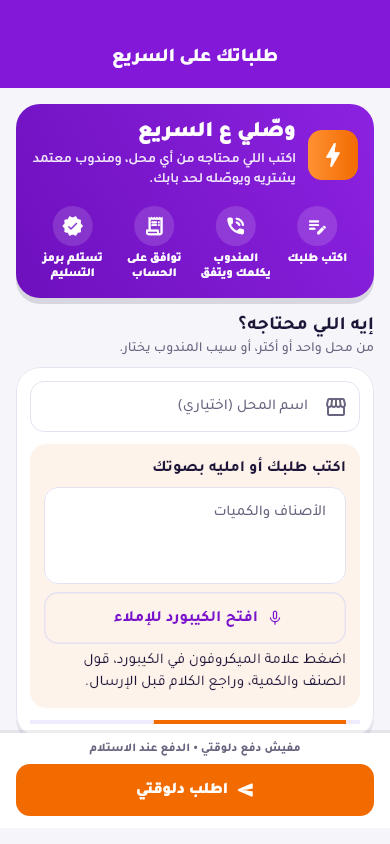 طلباتك على السريع
وصّلي ع السريع
اكتب اللي محتاجه من أي محل، ومندوب معتمد
يشتريه ويوصّله لحد بابك.
اكتب طلبك
المندوب
يكلمك ويتفق
توافق على
الحساب
تستلم برمز
التسليم
إيه اللي محتاجه؟
من محل واحد أو أكتر، أو سيب المندوب يختار.
اسم المحل (اختياري)
اكتب طلبك أو امليه بصوتك
الأصناف والكميات
افتح الكيبورد للإملاء
اضغط علامة الميكروفون في الكيبورد، قول
الصنف والكمية، وراجع الكلام قبل الإرسال.
مفيش دفع دلوقتي • الدفع عند الاستلام
اطلب دلوقتي